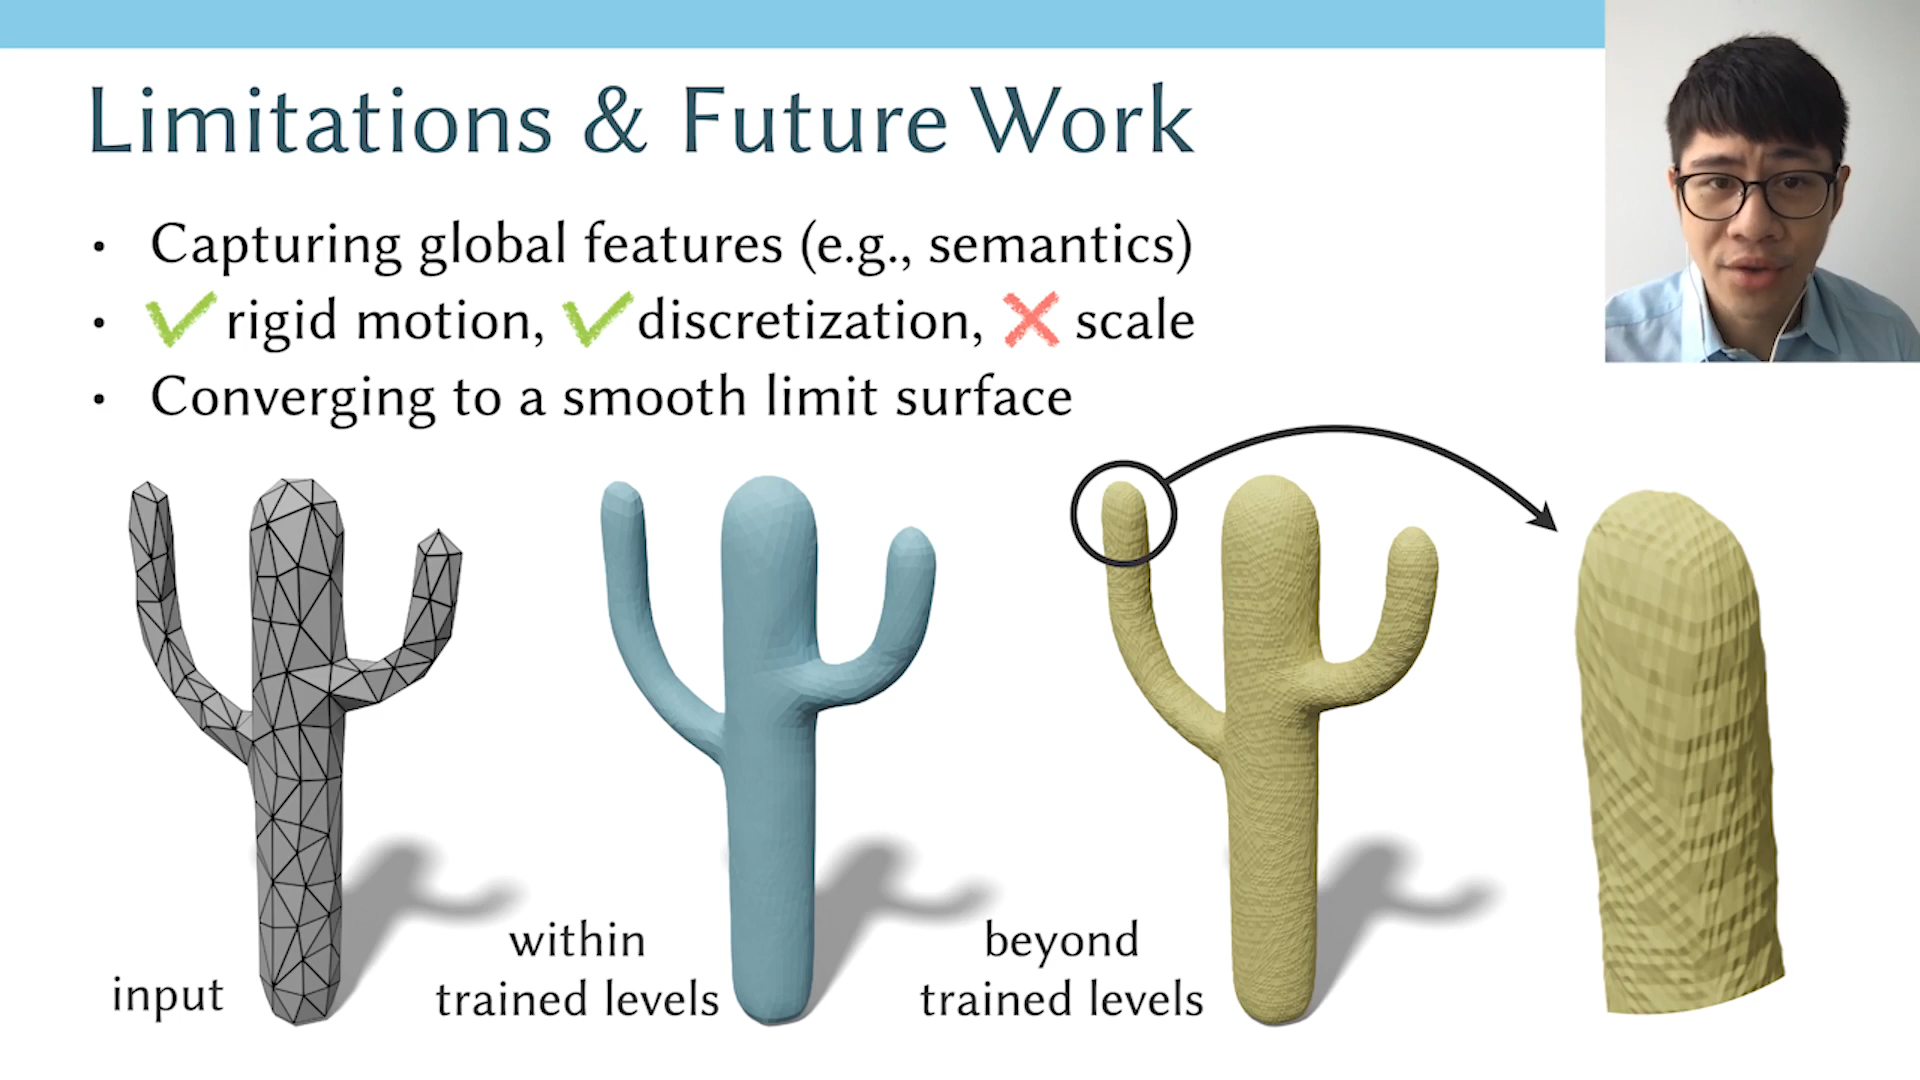 Limitations & Future Work
• Capturing global features (e.g., semantics)
• ✓ rigid motion, ✓ discretization, ✗ scale
• Converging to a smooth limit surface
input
within
trained levels
beyond
trained levels